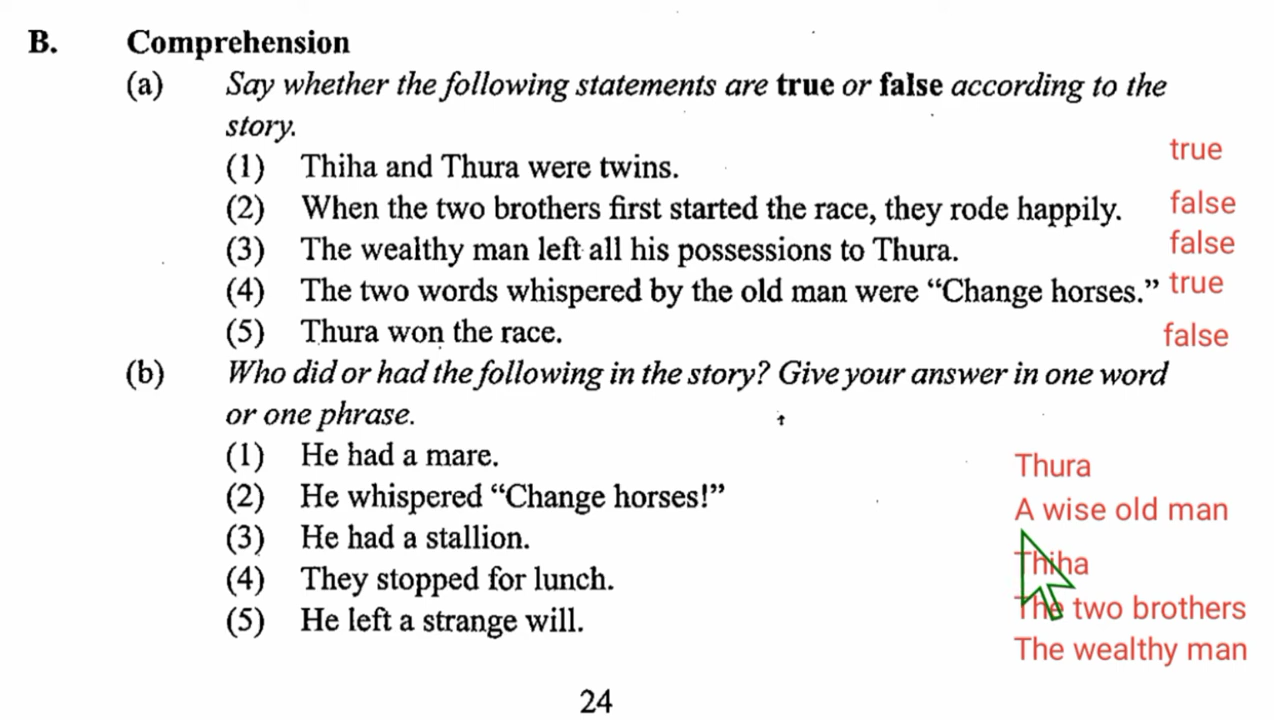 B. Comprehension
(a) Say whether the following statements are true or false according to the
story.
(1) Thiha and Thura were twins. true
(2) When the two brothers first started the race, they rode happily. false
(3) The wealthy man left all his possessions to Thura. false
(4) The two words whispered by the old man were “Change horses.” true
(5) Thura won the race. false
(b) Who did or had the following in the story? Give your answer in one word
or one phrase.
(1) He had a mare. Thura
(2) He whispered “Change horses!” A wise old man
(3) He had a stallion. Thiha
(4) They stopped for lunch. The two brothers
(5) He left a strange will. The wealthy man
24